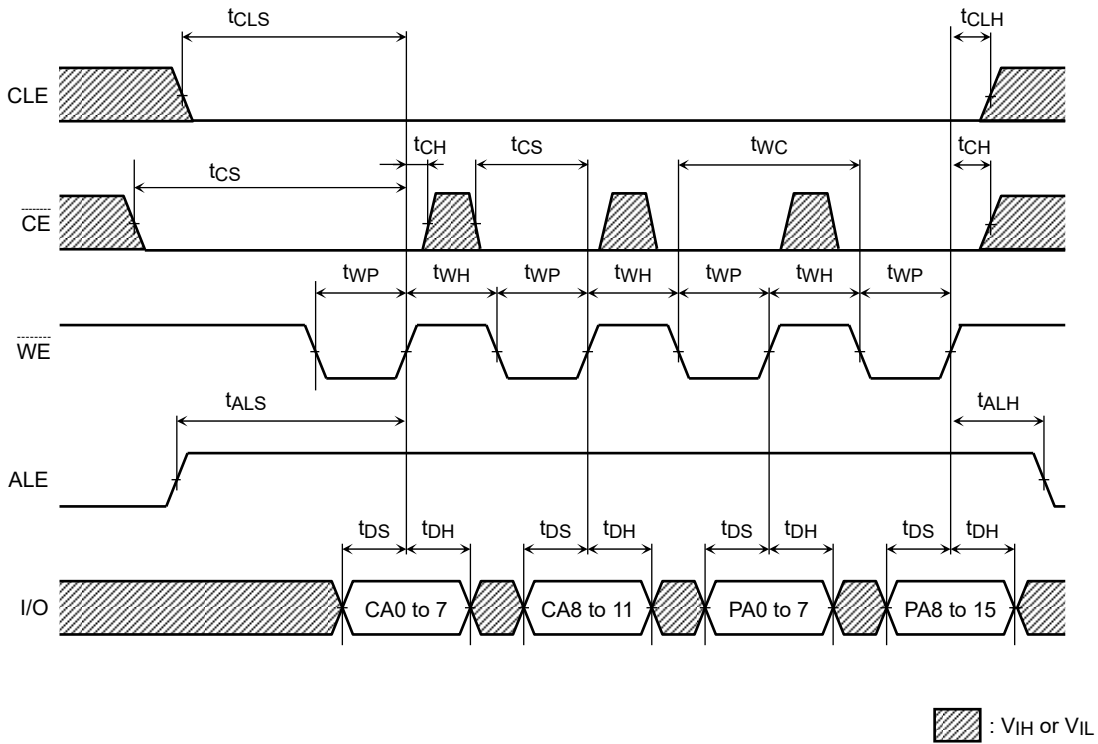 tCLS tCLH
CLE
tCH tCS tWC tCH
tCS
CE
tWP tWH tWP tWH tWP tWH tWP
WE
tALS tALH
ALE
tDS tDH tDS tDH tDS tDH tDS tDH
I/O CA0 to 7 CA8 to 11 PA0 to 7 PA8 to 15
: VIH or VIL